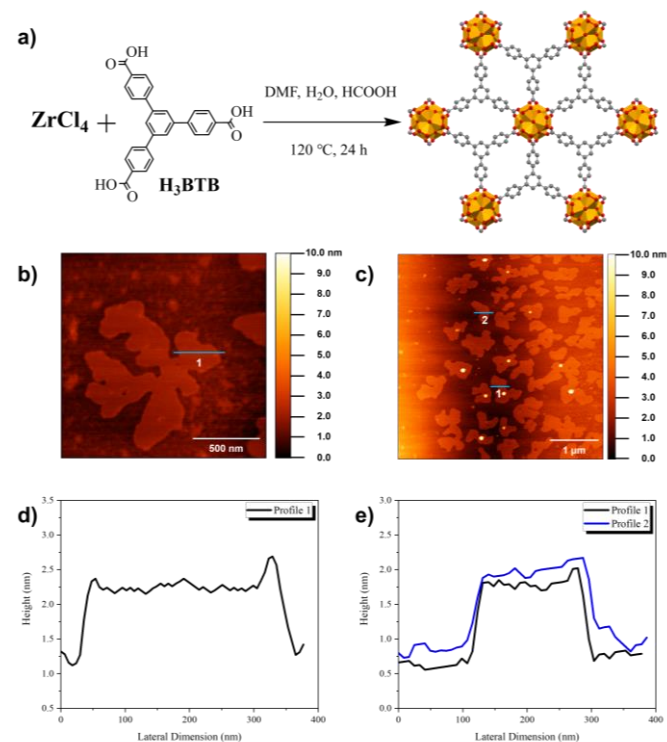 a)
ZrCl₄ +
OH
O
OH
O
HO
O
H₃BTB
DMF, H₂O, HCOOH
120 ℃, 24 h
b)
1
500 nm
10.0 nm
9.0
8.0
7.0
6.0
5.0
4.0
3.0
2.0
1.0
0.0
c)
2
1
1 µm
10.0 nm
9.0
8.0
7.0
6.0
5.0
4.0
3.0
2.0
1.0
0.0
d)
Profile 1
3.5
3.0
2.5
2.0
1.5
1.0
0.5
Height (nm)
0
100
200
300
400
Lateral Dimension (nm)
e)
Profile 1
Profile 2
3.5
3.0
2.5
2.0
1.5
1.0
0.5
Height (nm)
0
100
200
300
400
Lateral Dimension (nm)